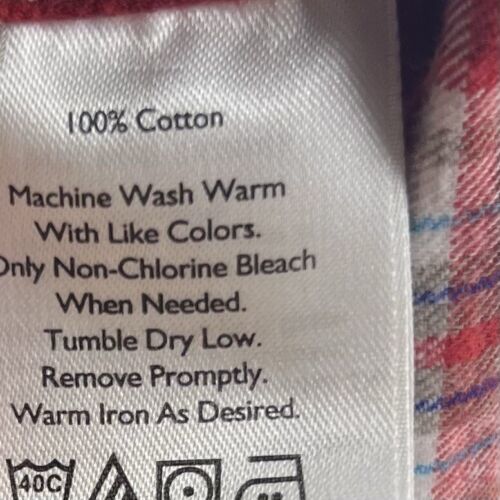 100% Cotton
Machine Wash Warm
With Like Colors.
Only Non-Chlorine Bleach
When Needed.
Tumble Dry Low.
Remove Promptly.
Warm Iron As Desired.
40C